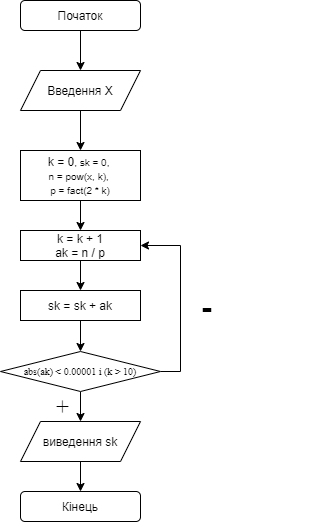 Початок
Введення X
k = 0, sk = 0,
n = pow(x, k),
p = fact(2 * k)
k = k + 1
ak = n / p
sk = sk + ak
-
abs(ak) < 0.00001 i (k > 10)
+
виведення sk
Кінець